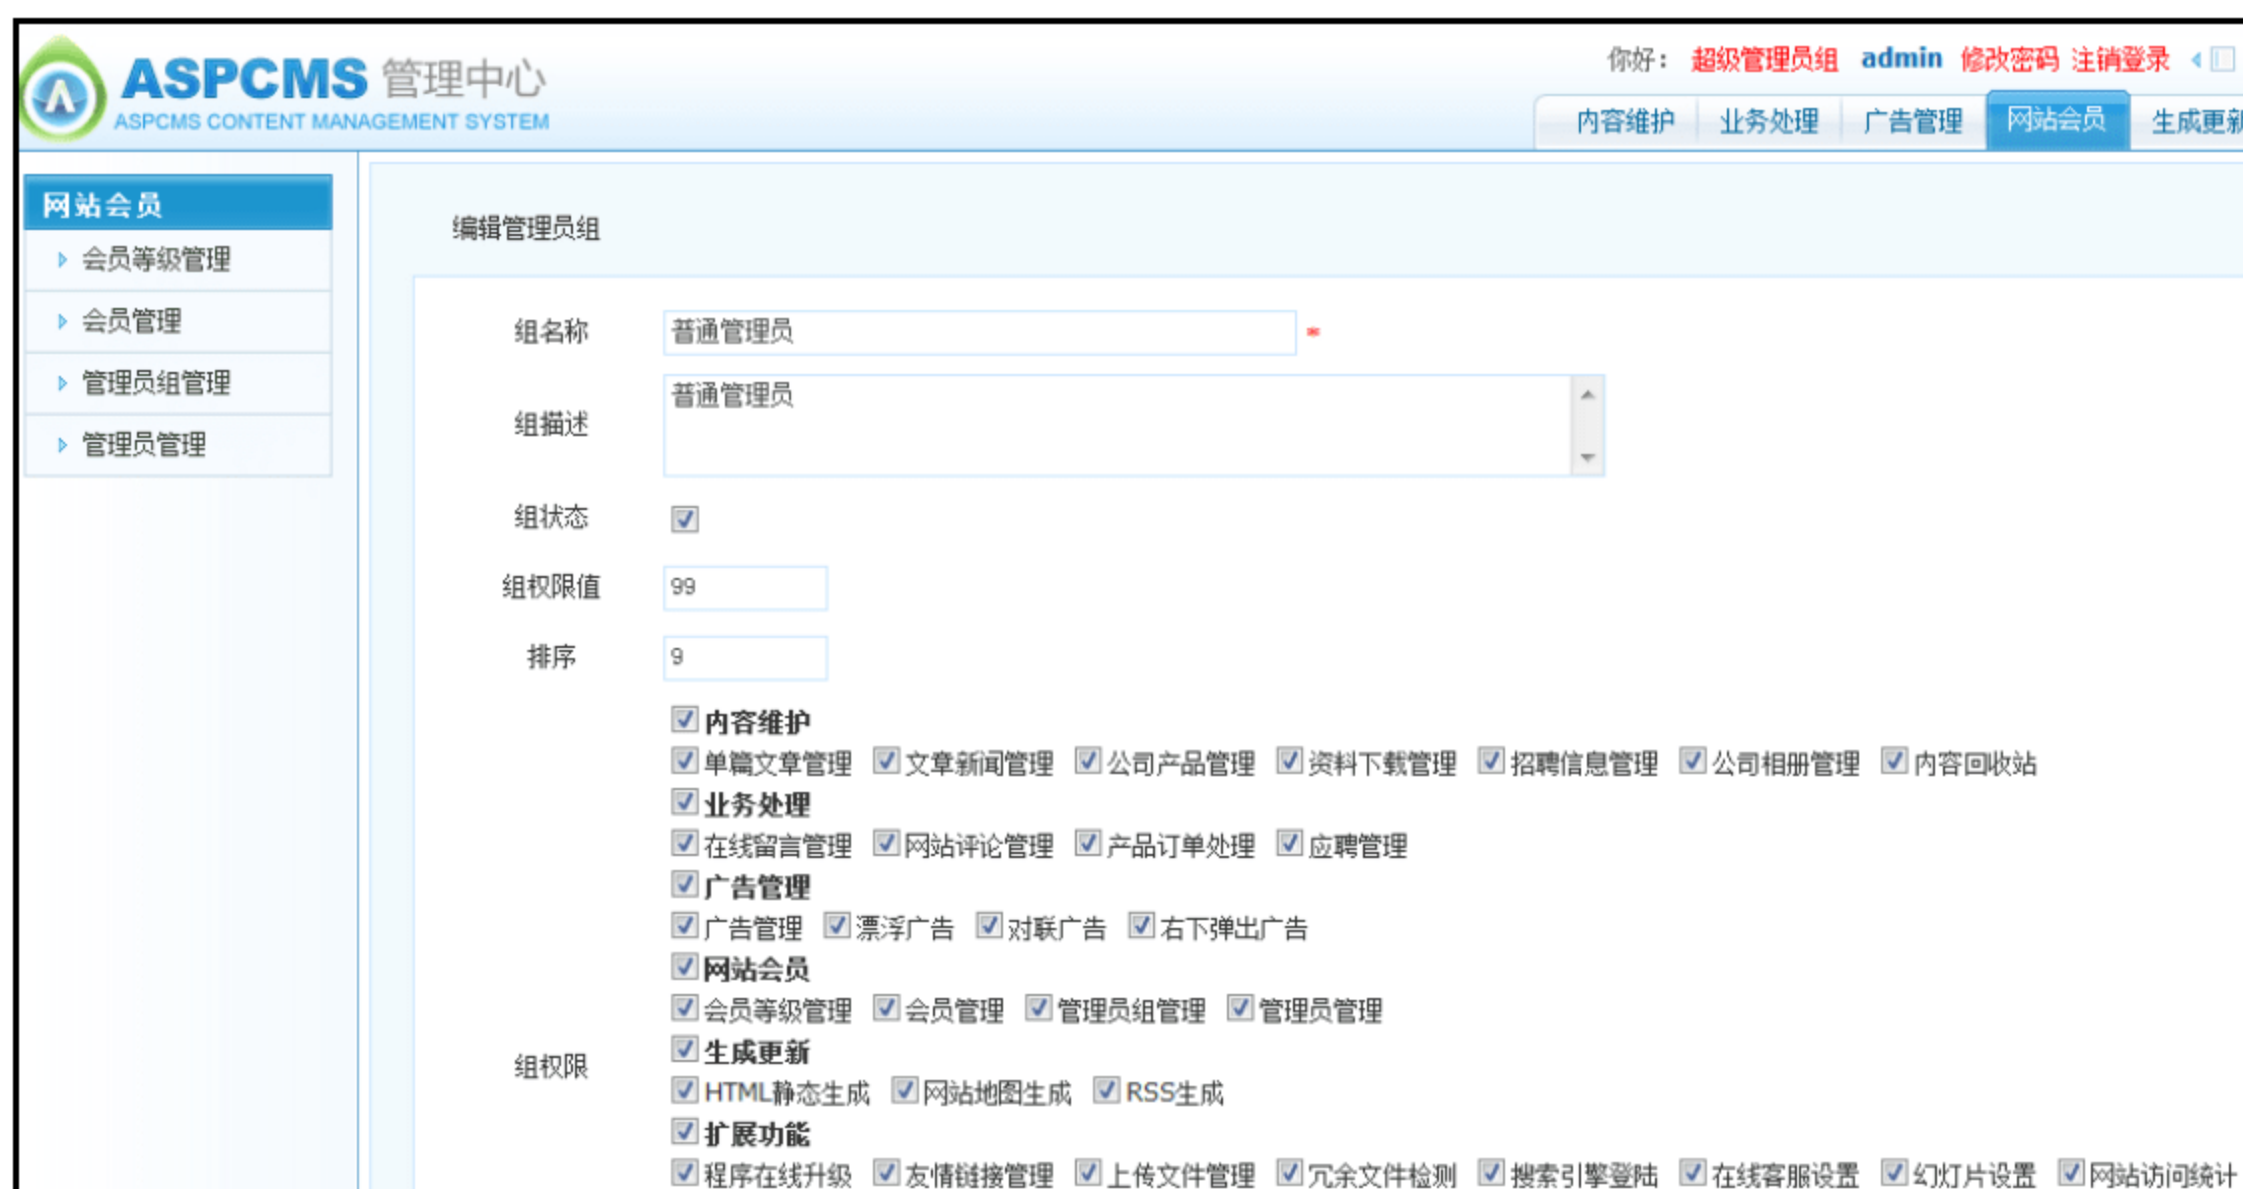 ASPCMS 管理中心
ASPCMS CONTENT MANAGEMENT SYSTEM
你好： 超级管理员组 admin 修改密码 注销登录
内容维护 业务处理 广告管理 网站会员 生成更新
网站会员
会员等级管理
会员管理
管理员组管理
管理员管理
编辑管理员组
组名称 普通管理员 *
组描述 普通管理员
组状态
组权限值 99
排序 9
组权限
内容维护
单篇文章管理 文章新闻管理 公司产品管理 资料下载管理 招聘信息管理 公司相册管理 内容回收站
业务处理
在线留言管理 网站评论管理 产品订单处理 应聘管理
广告管理
广告管理 漂浮广告 对联广告 右下弹出广告
网站会员
会员等级管理 会员管理 管理员组管理 管理员管理
生成更新
HTML静态生成 网站地图生成 RSS生成
扩展功能
程序在线升级 友情链接管理 上传文件管理 冗余文件检测 搜索引擎登陆 在线客服设置 幻灯片设置 网站访问统计